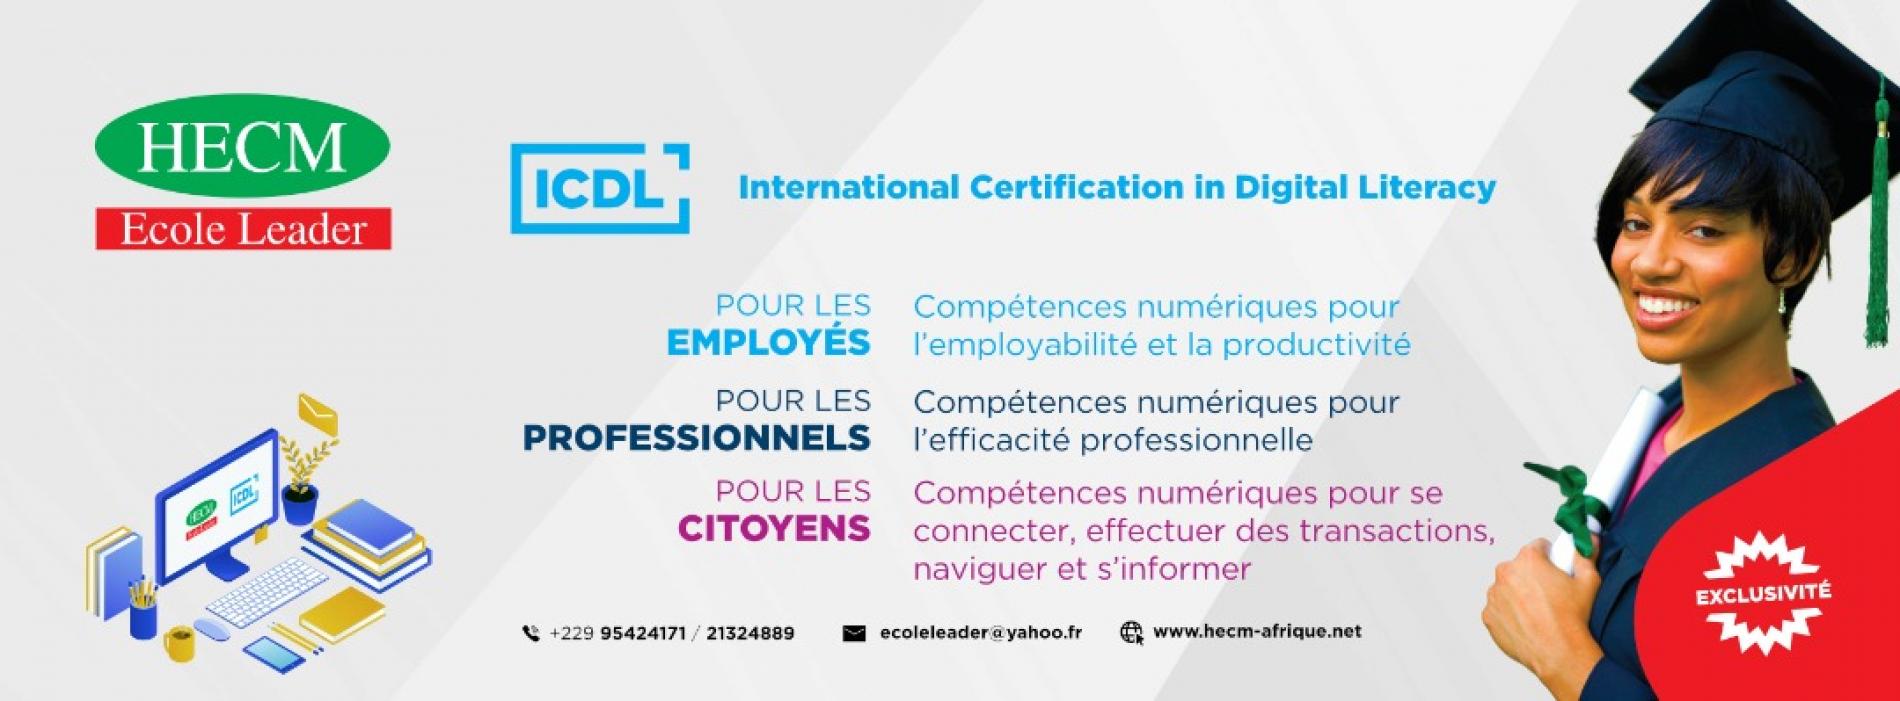 HECM
Ecole Leader
ICDL
International Certification in Digital Literacy
POUR LES
EMPLOYÉS
Compétences numériques pour
l'employabilité et la productivité
POUR LES
PROFESSIONNELS
Compétences numériques pour
l'efficacité professionnelle
POUR LES
CITOYENS
Compétences numériques pour se
connecter, effectuer des transactions,
naviguer et s'informer
HECM
ICDL
+229 95424171 / 21324889
ecoleleader@yahoo.fr
www.hecm-afrique.net
EXCLUSIVITÉ